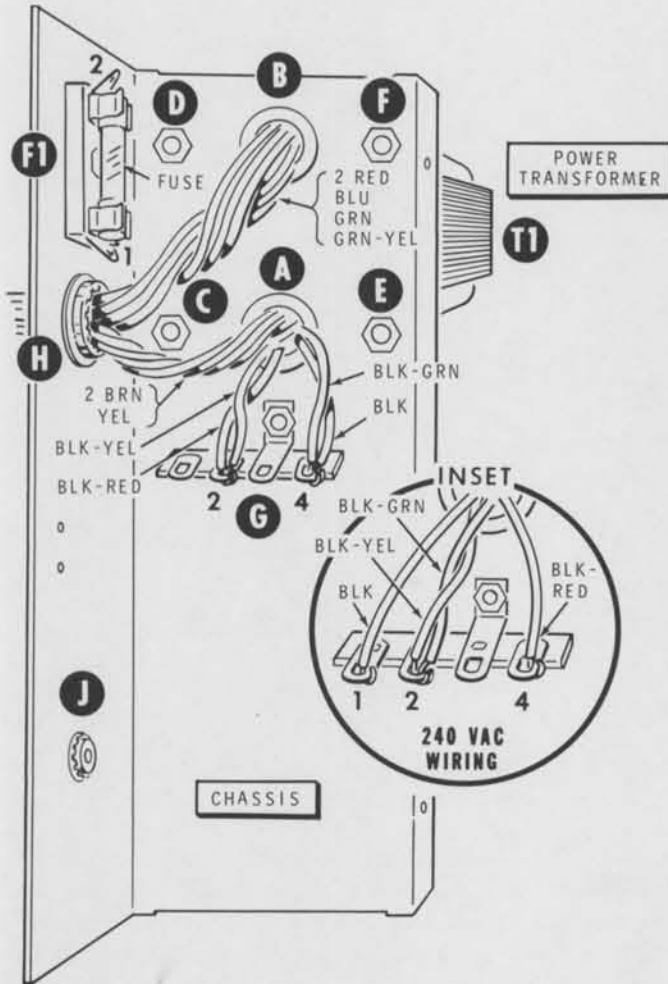 2
B
D
F
F1
FUSE
POWER
TRANSFORMER
2 RED
BLU
GRN
GRN-YEL
T1
1
A
C
E
H
2 BRN
YEL
BLK-GRN
BLK
BLK-YEL
BLK-RED
2
4
G
INSET
BLK-GRN
BLK-YEL
BLK
BLK-
RED
1
2
4
240 VAC
WIRING
J
CHASSIS